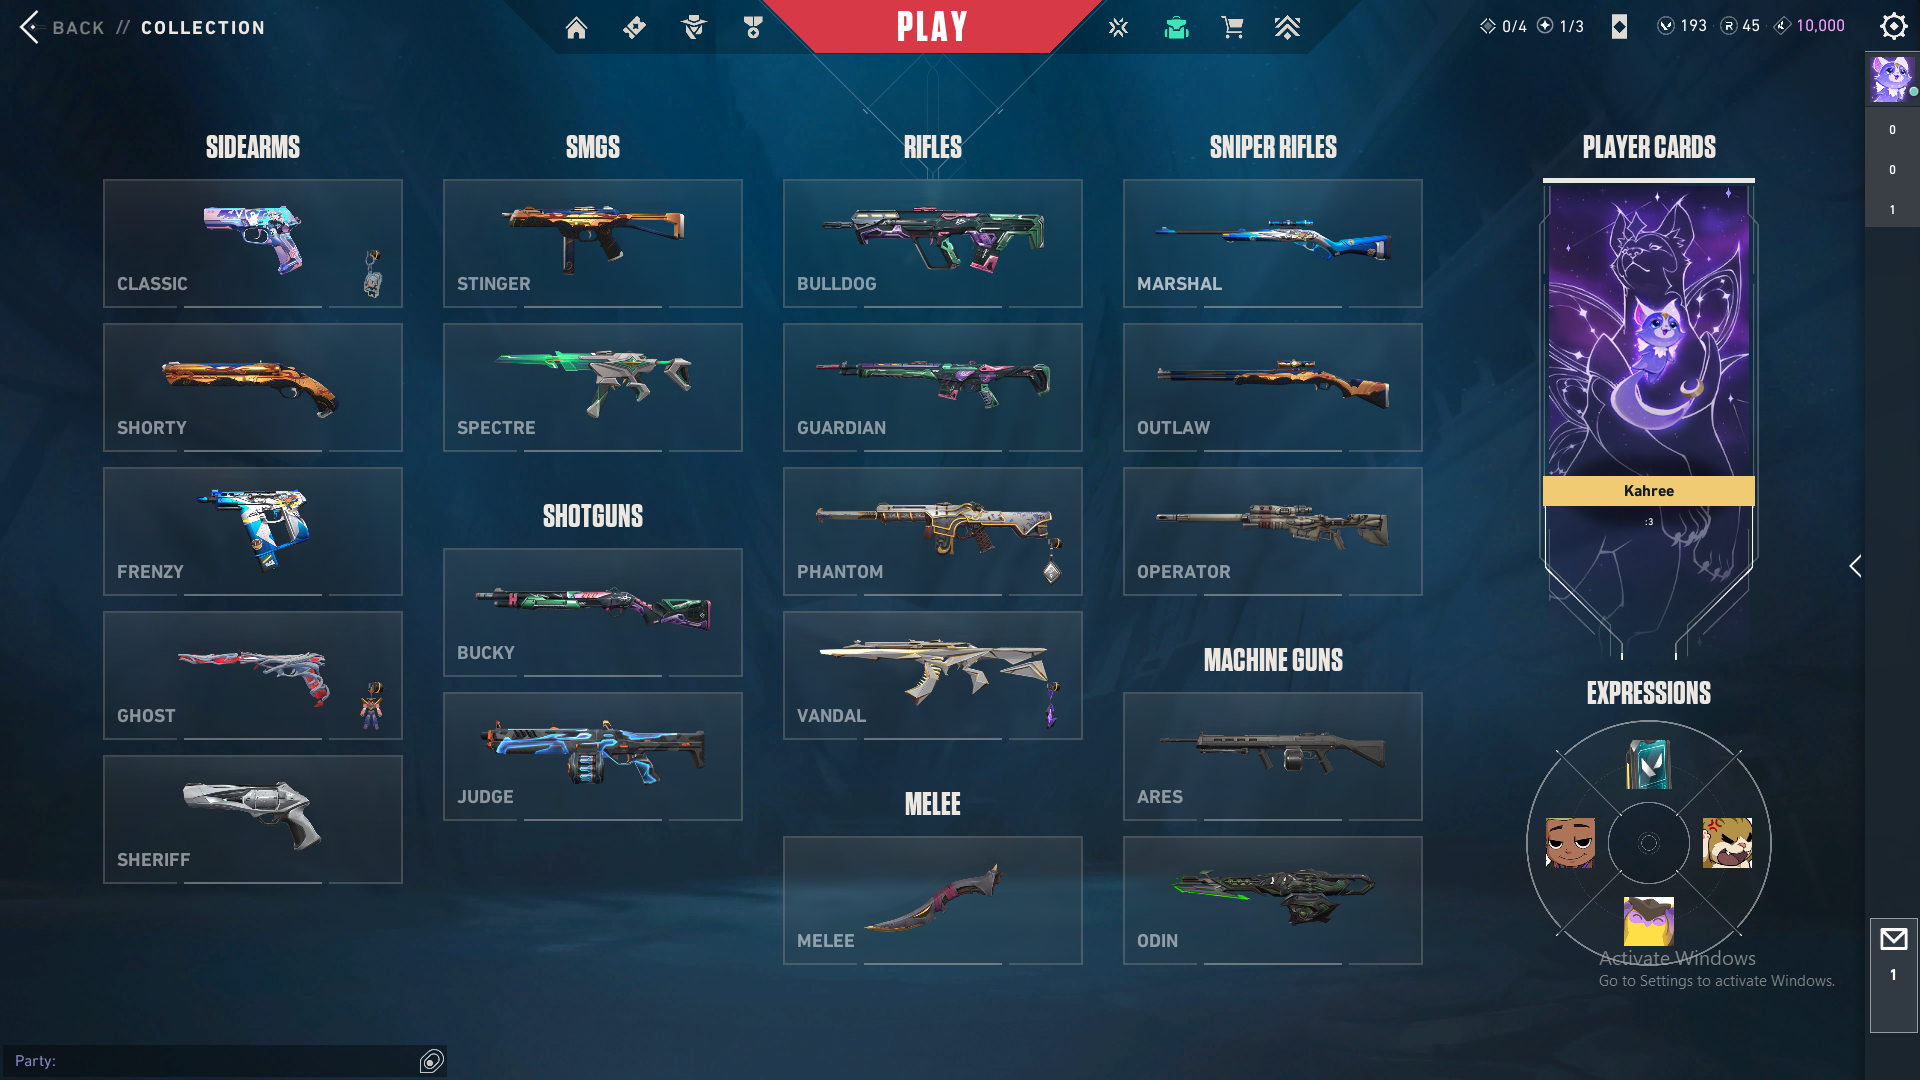 BACK // COLLECTION
PLAY
0/4 1/3 193 R 45 10,000
SIDEARMS
CLASSIC
SHORTY
FRENZY
GHOST
SHERIFF
SMGS
STINGER
SPECTRE
SHOTGUNS
BUCKY
JUDGE
RIFLES
BULLDOG
GUARDIAN
PHANTOM
VANDAL
MELEE
MELEE
SNIPER RIFLES
MARSHAL
OUTLAW
OPERATOR
MACHINE GUNS
ARES
ODIN
PLAYER CARDS
Kahree
:3
EXPRESSIONS
0
0
1
1
Activate Windows
Go to Settings to activate Windows.
Party: